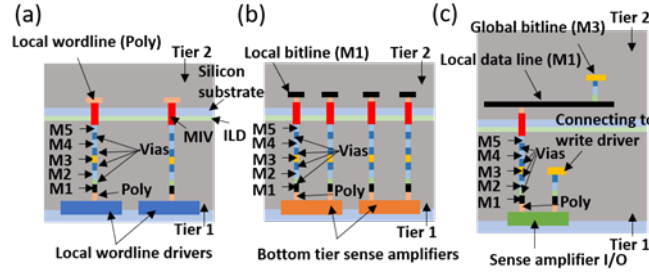 (a)
Local wordline (Poly)
Tier 2
Silicon
substrate
M5
M4
M3
M2
M1
Vias
MIV
ILD
Poly
Tier 1
Local wordline drivers
(b)
Local bitline (M1)
Tier 2
M5
M4
M3
M2
M1
Vias
Poly
Tier 1
Bottom tier sense amplifiers
(c)
Global bitline (M3)
Tier 2
Local data line (M1)
Connecting to
write driver
M5
M4
M3
M2
M1
Vias
Poly
Tier 1
Sense amplifier I/O